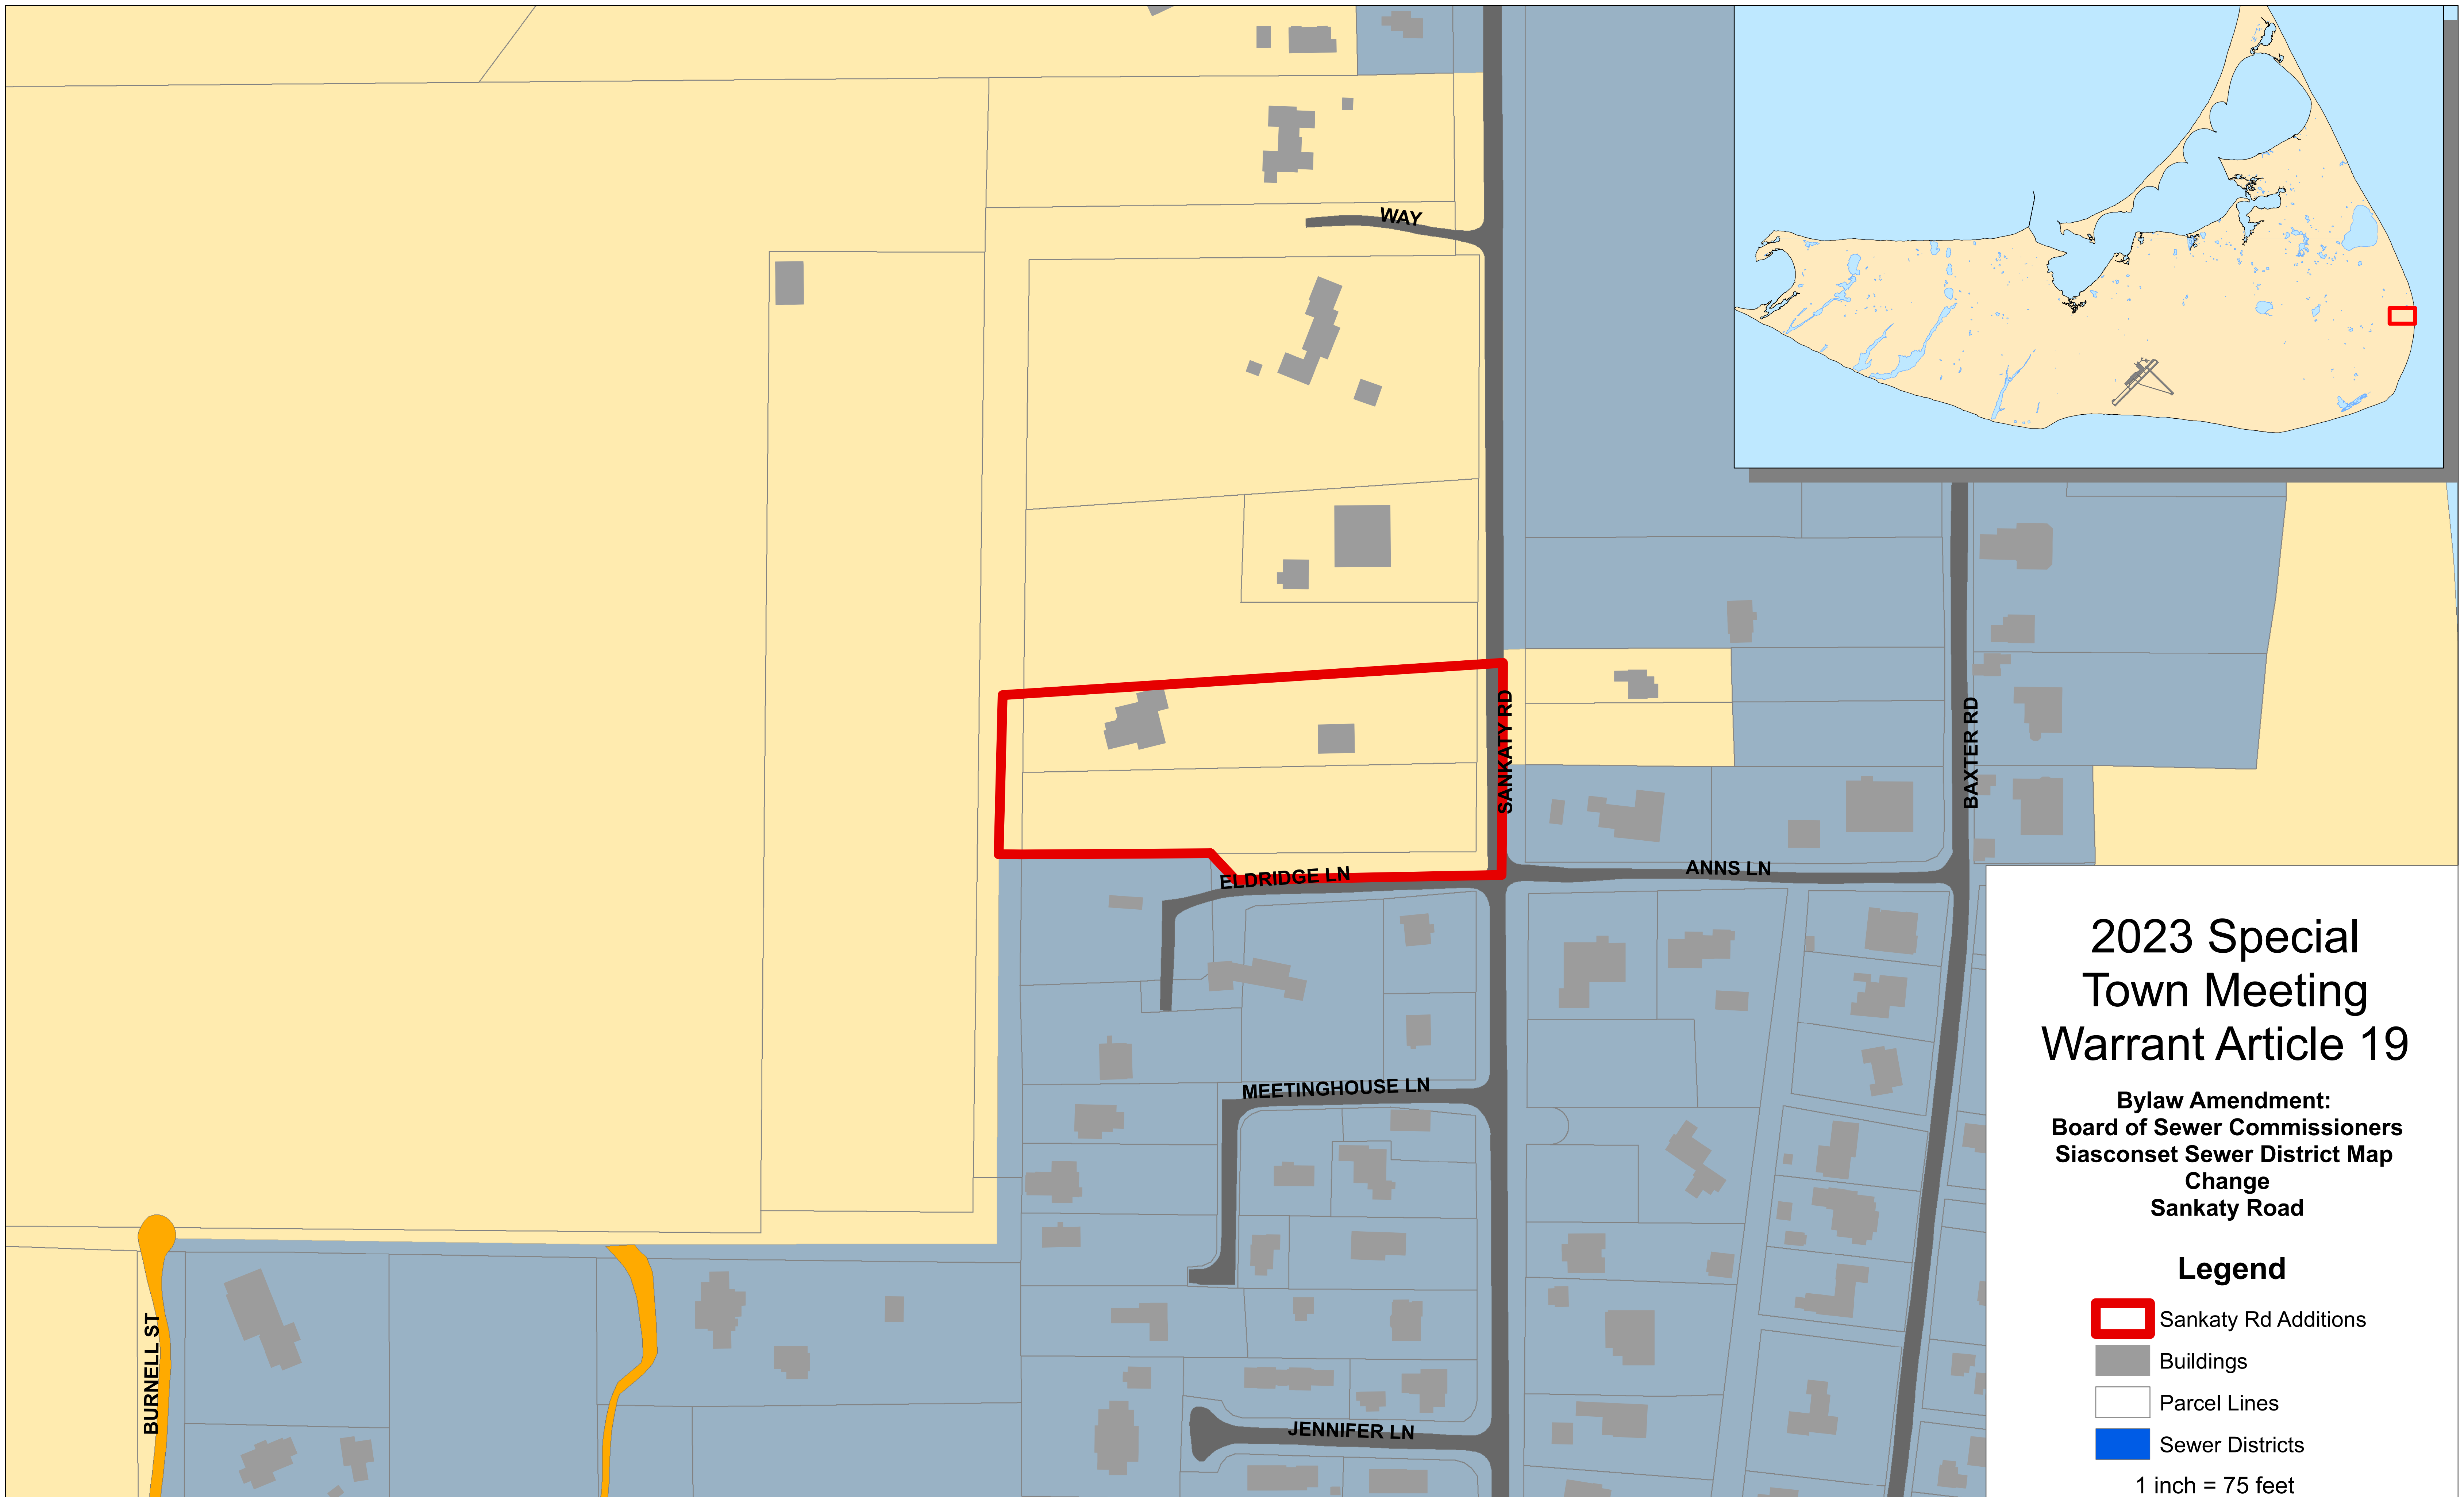 WAY
SANKATY RD
BAXTER RD
ELDRIDGE LN
ANNS LN
MEETINGHOUSE LN
BURNELL ST
JENNIFER LN
2023 Special
Town Meeting
Warrant Article 19
Bylaw Amendment:
Board of Sewer Commissioners
Siasconset Sewer District Map
Change
Sankaty Road
Legend
Sankaty Rd Additions
Buildings
Parcel Lines
Sewer Districts
1 inch = 75 feet